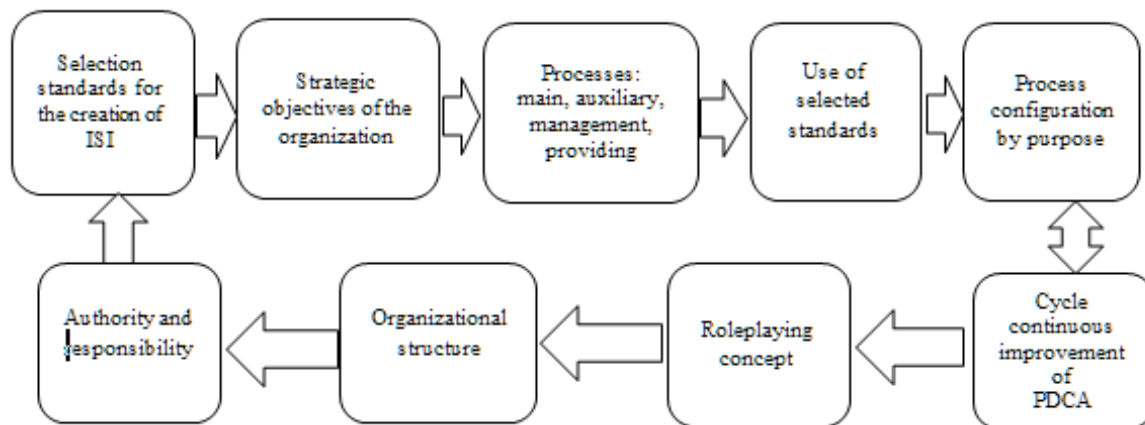 Selection
standards for
the creation of
ISI
Strategic
objectives of the
organization
Processes:
main, auxiliary,
management,
providing
Use of
selected
standards
Process
configuration
by purpose
Authority and
responsibility
Organizational
structure
Roleplaying
concept
Cycle
continuous
improvement
of
PDCA